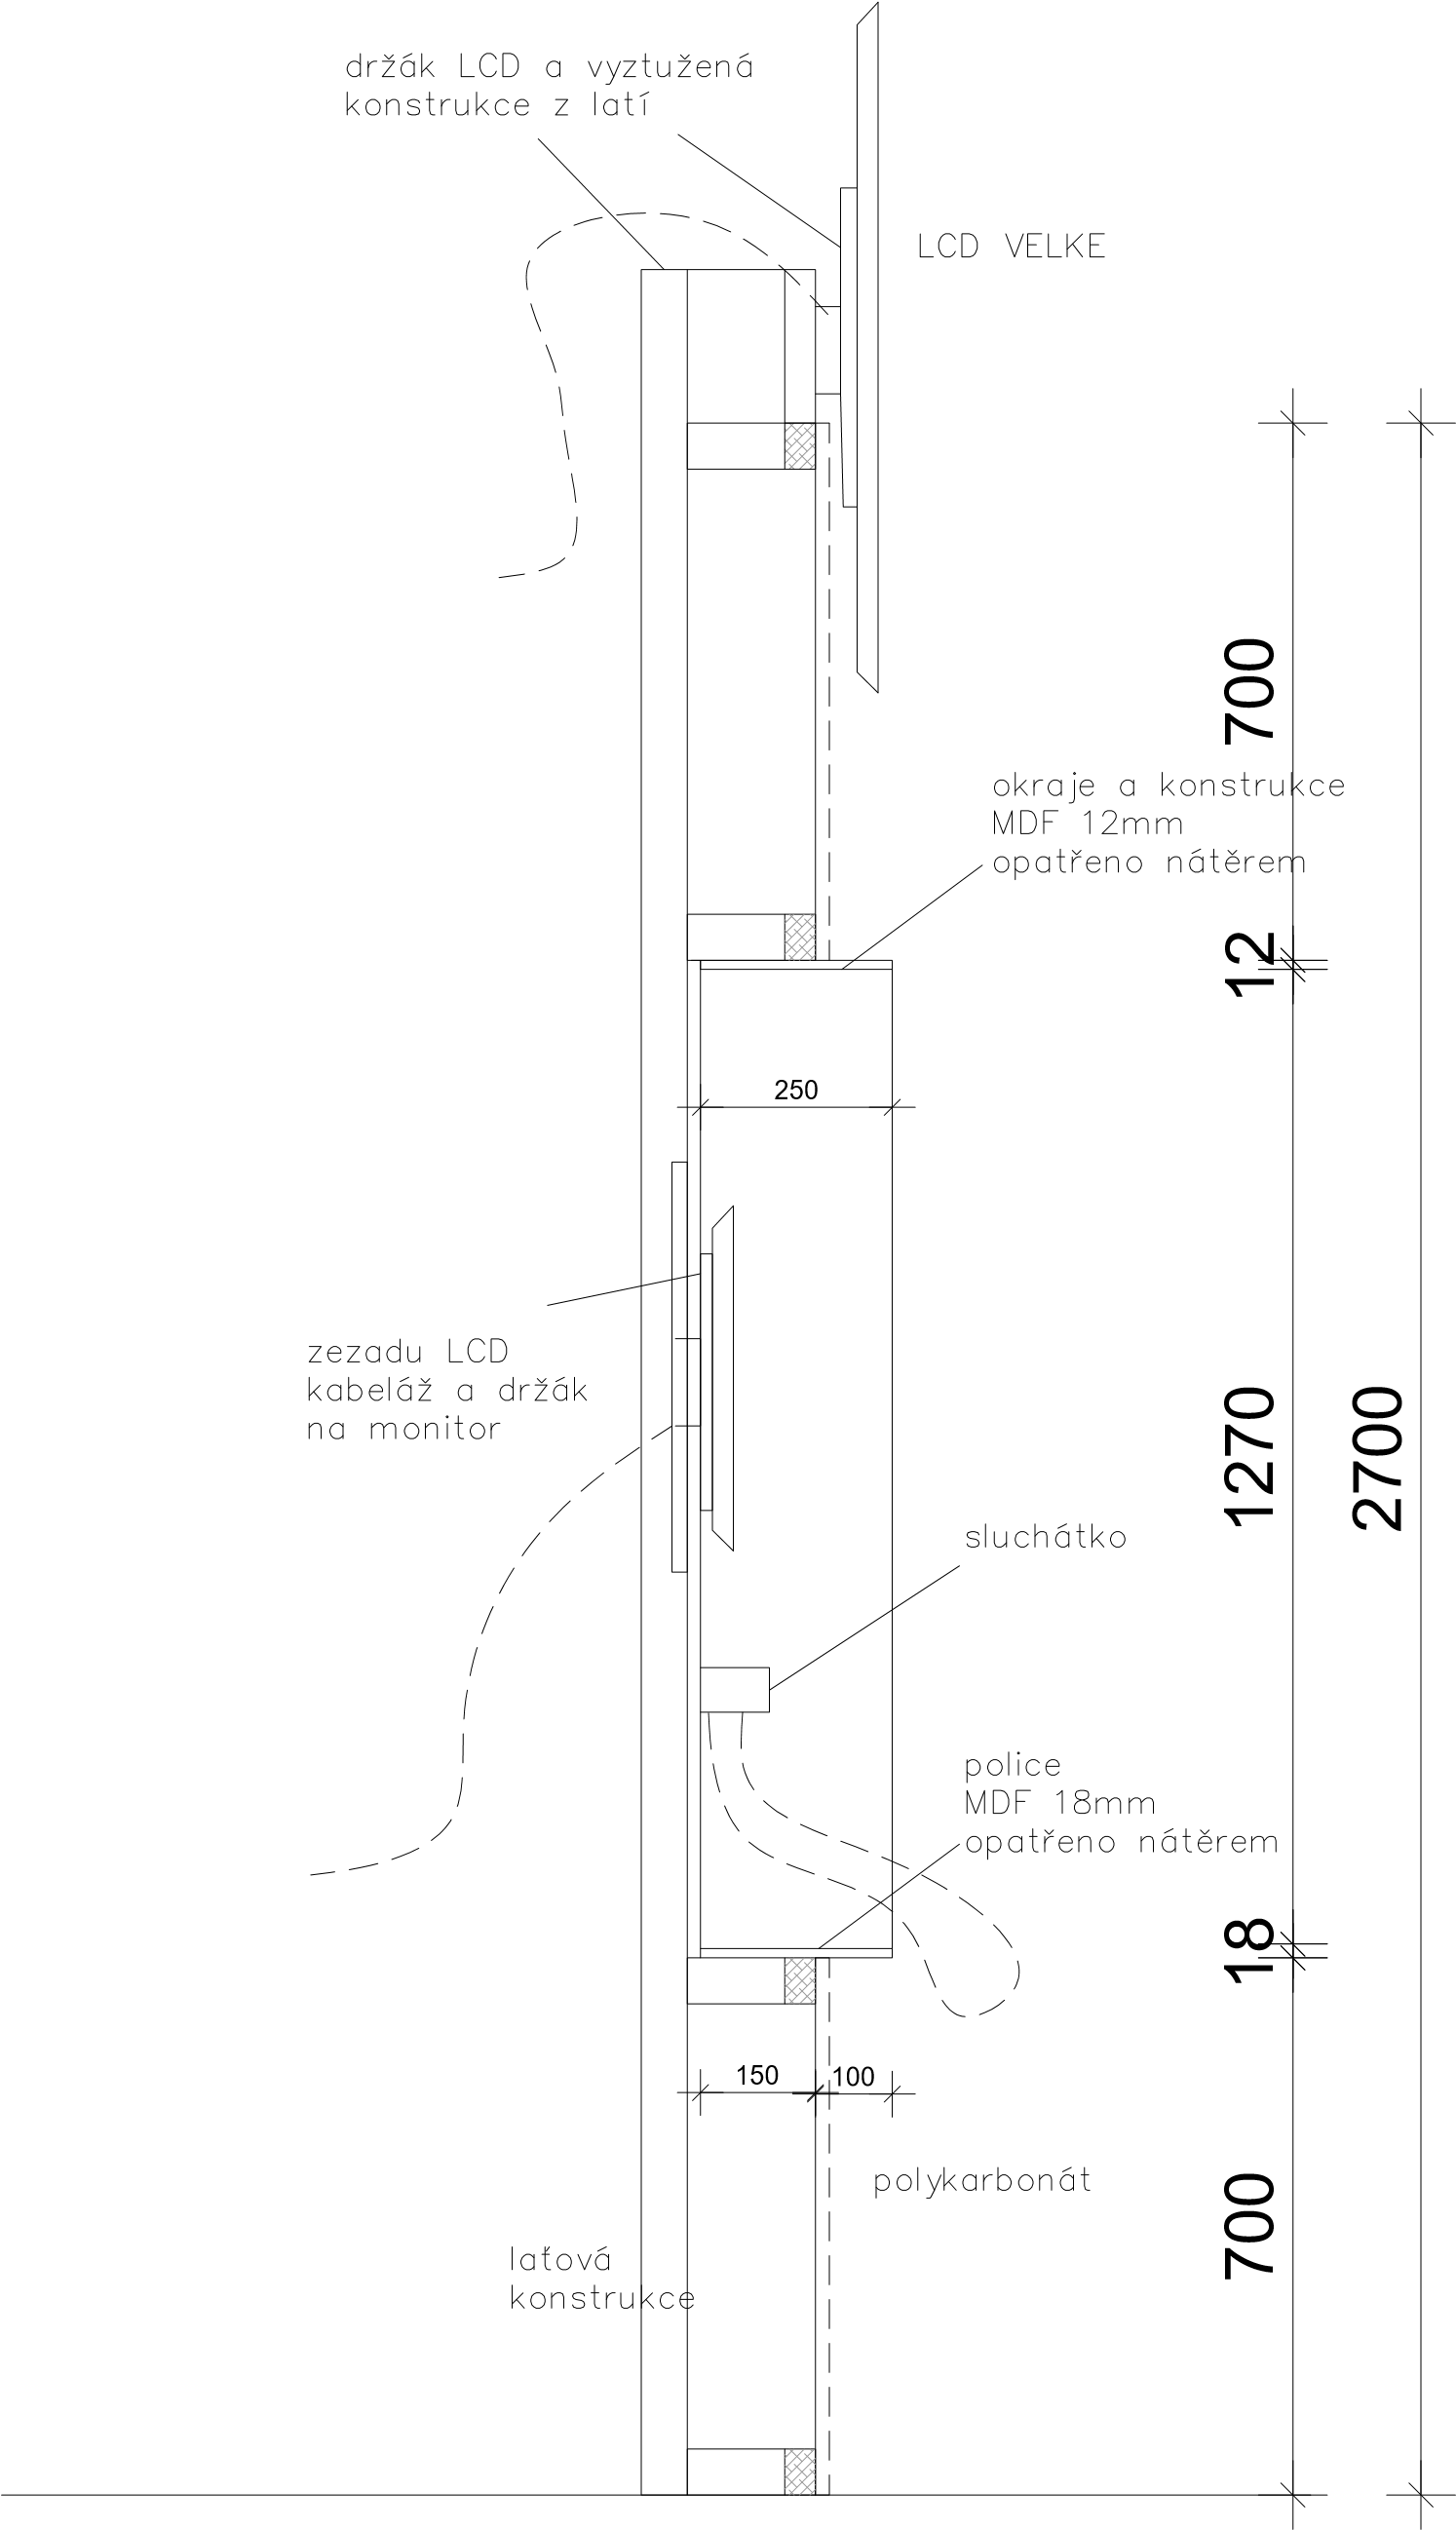 držák LCD a vyztužená
konstrukce z latí
LCD VELKE
700
okraje a konstrukce
MDF 12mm
opatřeno nátěrem
12
250
zezadu LCD
kabeláž a držák
na monitor
1270
2700
sluchátko
police
MDF 18mm
opatřeno nátěrem
18
150
100
polykarbonát
700
laťová
konstrukce